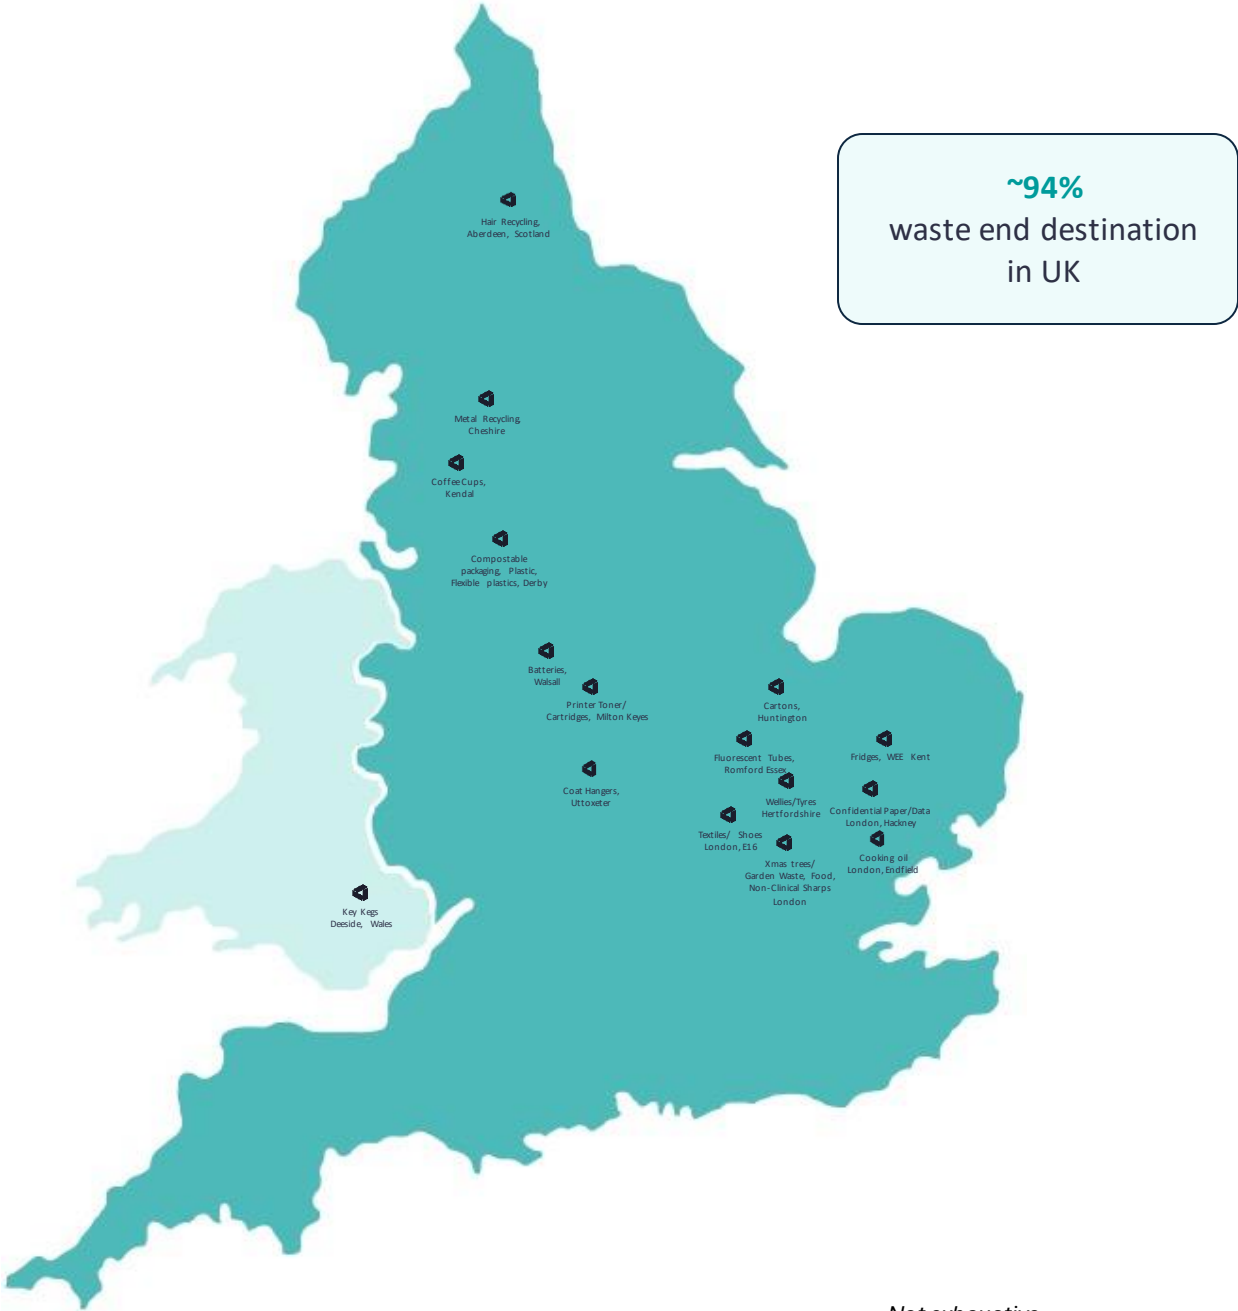 ~94%
waste end destination
in UK
Hair Recycling,
Aberdeen, Scotland
Metal Recycling,
Cheshire
Coffee Cups,
Kendal
Compostable
packaging, Plastic,
Flexible plastics, Derby
Batteries,
Walsall
Printer Toner/
Cartridges, Milton Keyes
Cartons,
Huntington
Fluorescent Tubes,
Romford Essex
Fridges, WEE Kent
Coat Hangers,
Uttoxeter
Wellies/Tyres
Hertfordshire
Confidential Paper/Data
London, Hackney
Textiles/ Shoes
London, E16
Cooking oil
London, Endfield
Xmas trees/
Garden Waste, Food,
Non-Clinical Sharps
London
Key Kegs
Deeside, Wales
Not exhaustive